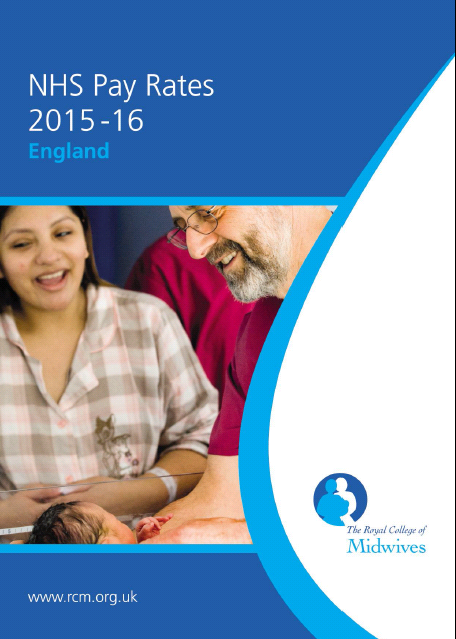 NHS Pay Rates
2015-16
England
The Royal College of
Midwives
www.rcm.org.uk